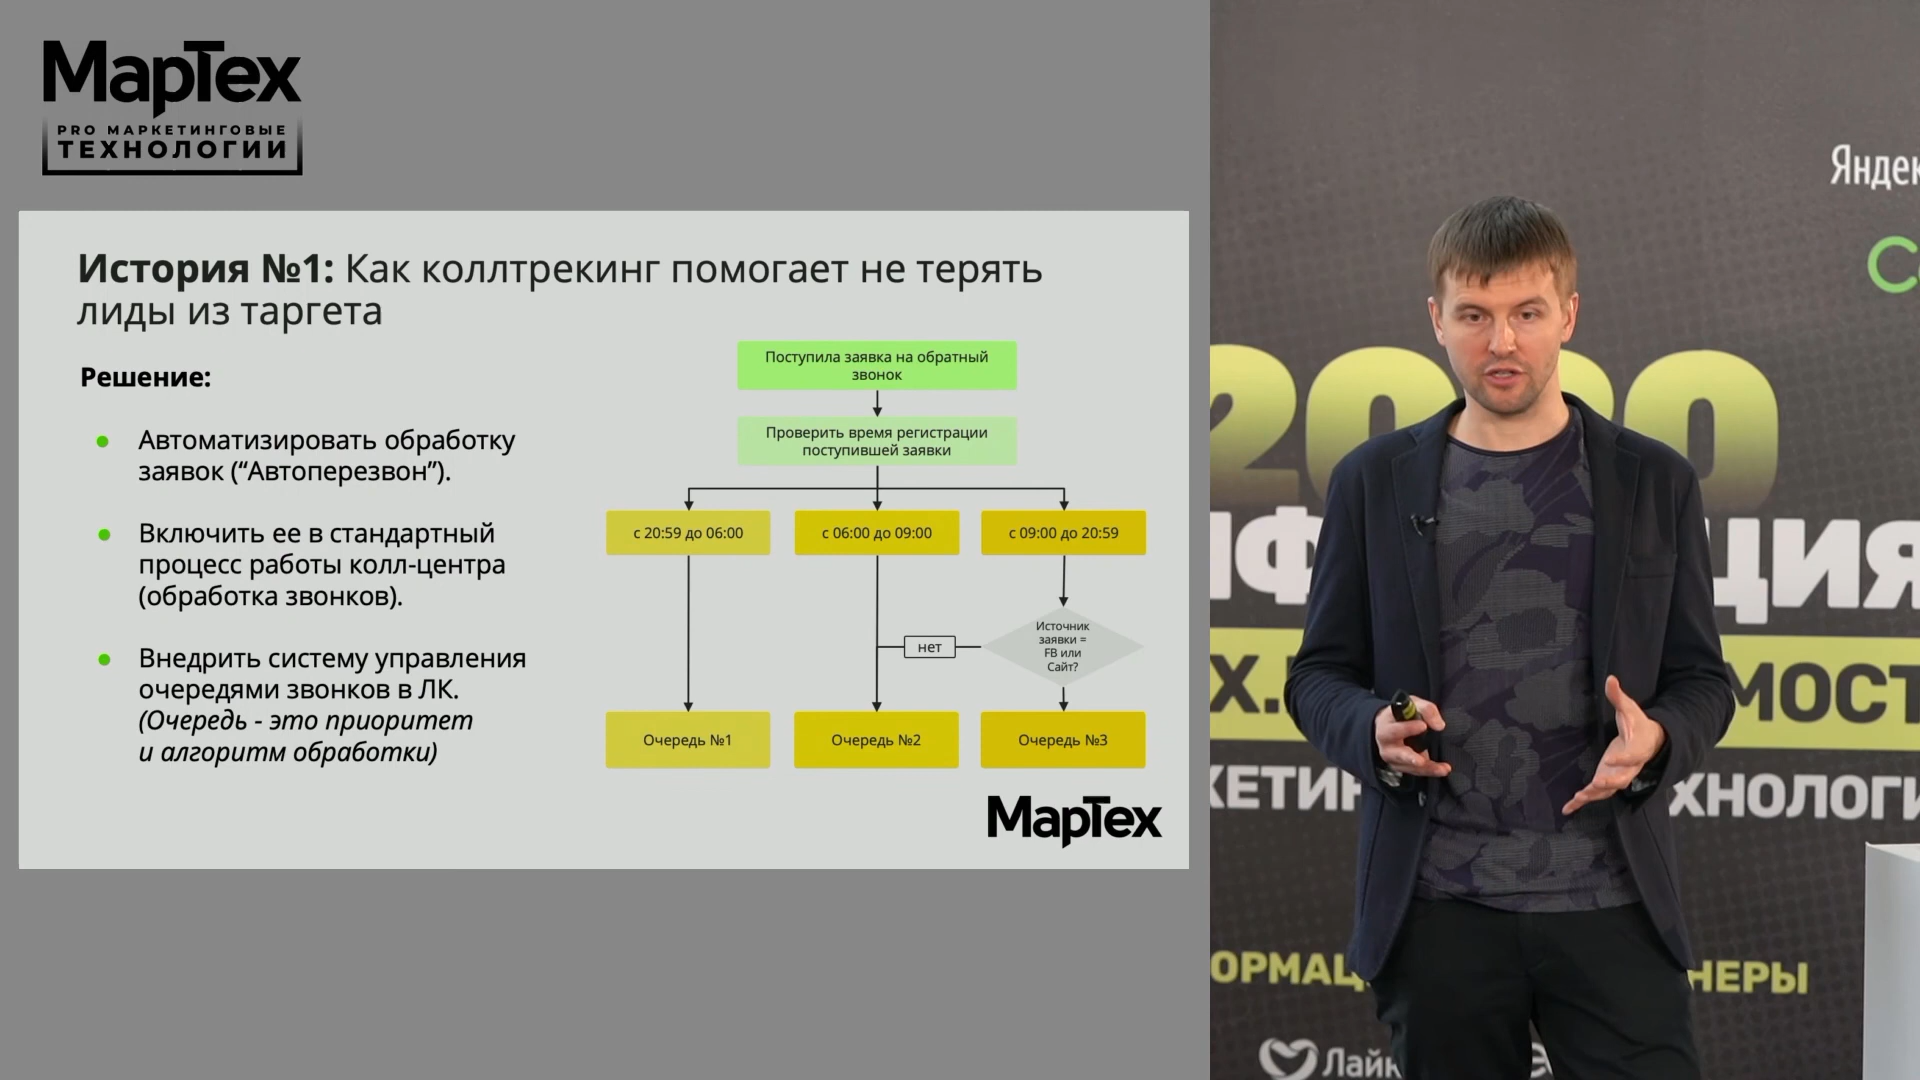 МарТех
PRO МАРКЕТИНГОВЫЕ
ТЕХНОЛОГИИ
История №1: Как коллтрекинг помогает не терять
лиды из таргета
Решение:
Автоматизировать обработку
заявок (“Автоперезвон”).
Включить ее в стандартный
процесс работы колл-центра
(обработка звонков).
Внедрить систему управления
очередями звонков в ЛК.
(Очередь - это приоритет
и алгоритм обработки)
Поступила заявка на обратный
звонок
Проверить время регистрации
поступившей заявки
с 20:59 до 06:00
с 06:00 до 09:00
с 09:00 до 20:59
Источник
заявки =
FB или
Сайт?
нет
Очередь №1
Очередь №2
Очередь №3
МарТех